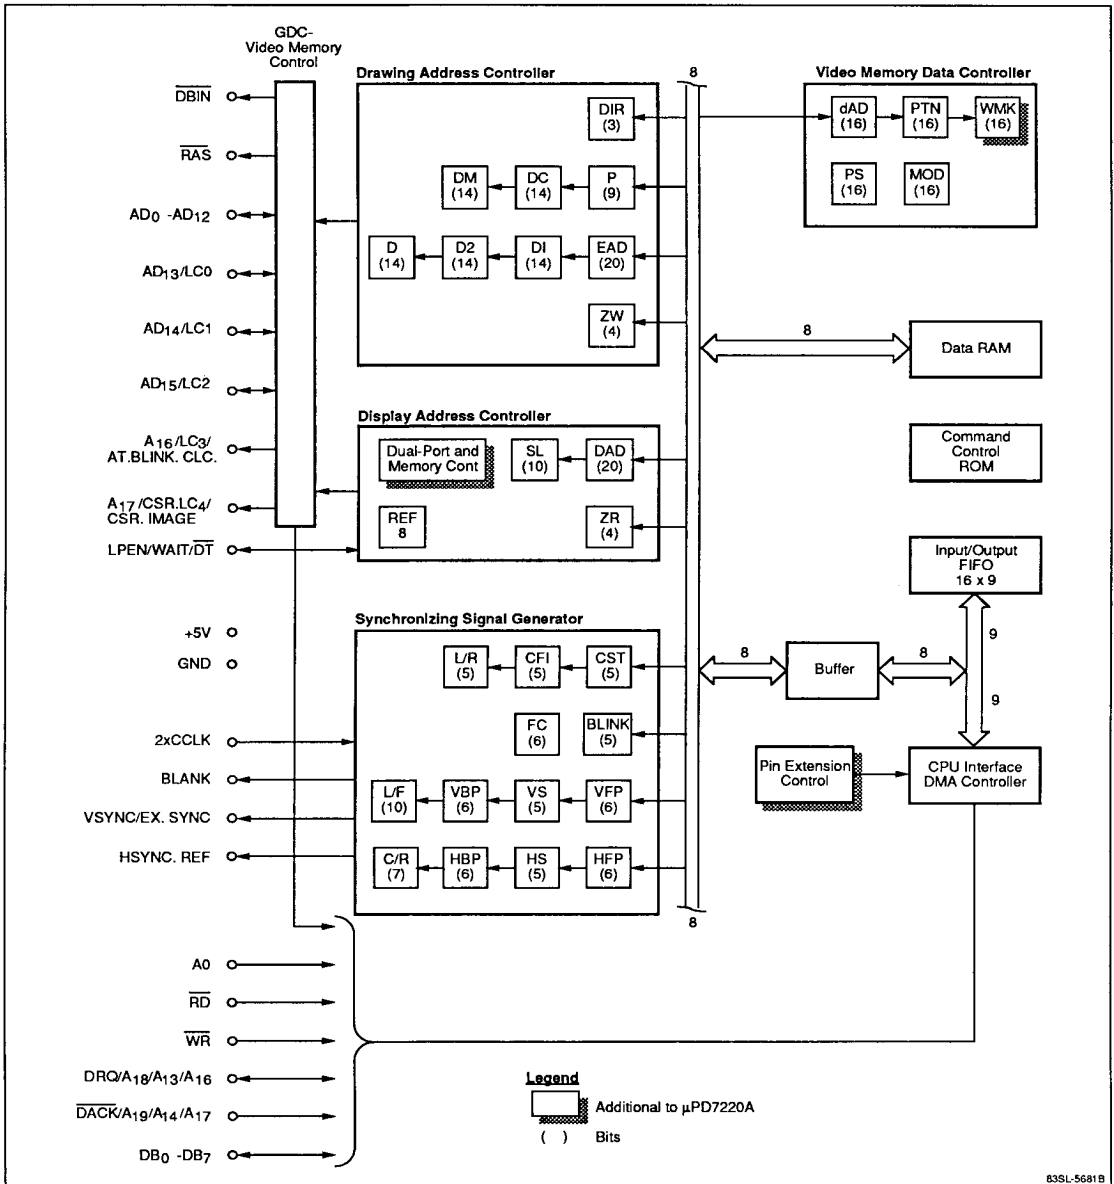 GDC-
Video Memory
Control
D̅B̅I̅N̅
R̅A̅S̅
AD0 -AD12
AD13/LC0
AD14/LC1
AD15/LC2
A16/LC3/
AT.BLINK. CLC.
A17/CSR.LC4/
CSR. IMAGE
LPEN/WAIT/D̅T̅
+5V
GND
2xCCLK
BLANK
VSYNC/EX. SYNC
HSYNC. REF
A0
R̅D̅
W̅R̅
DRQ/A18/A13/A16
D̅A̅C̅K̅/A19/A14/A17
DB0 -DB7
Drawing Address Controller
DIR
(3)
DM
(14)
DC
(14)
P
(9)
D
(14)
D2
(14)
DI
(14)
EAD
(20)
ZW
(4)
Display Address Controller
Dual-Port and
Memory Cont
SL
(10)
DAD
(20)
REF
8
ZR
(4)
Synchronizing Signal Generator
L/R
(5)
CFI
(5)
CST
(5)
FC
(6)
BLINK
(5)
L/F
(10)
VBP
(6)
VS
(5)
VFP
(6)
C/R
(7)
HBP
(6)
HS
(5)
HFP
(6)
8
8
Video Memory Data Controller
dAD
(16)
PTN
(16)
WMK
(16)
PS
(16)
MOD
(16)
8
Data RAM
Command
Control
ROM
Input/Output
FIFO
16 x 9
9
8
Buffer
8
9
Pin Extension
Control
CPU Interface
DMA Controller
Legend
Additional to µPD7220A
( ) Bits
83SL-5681B